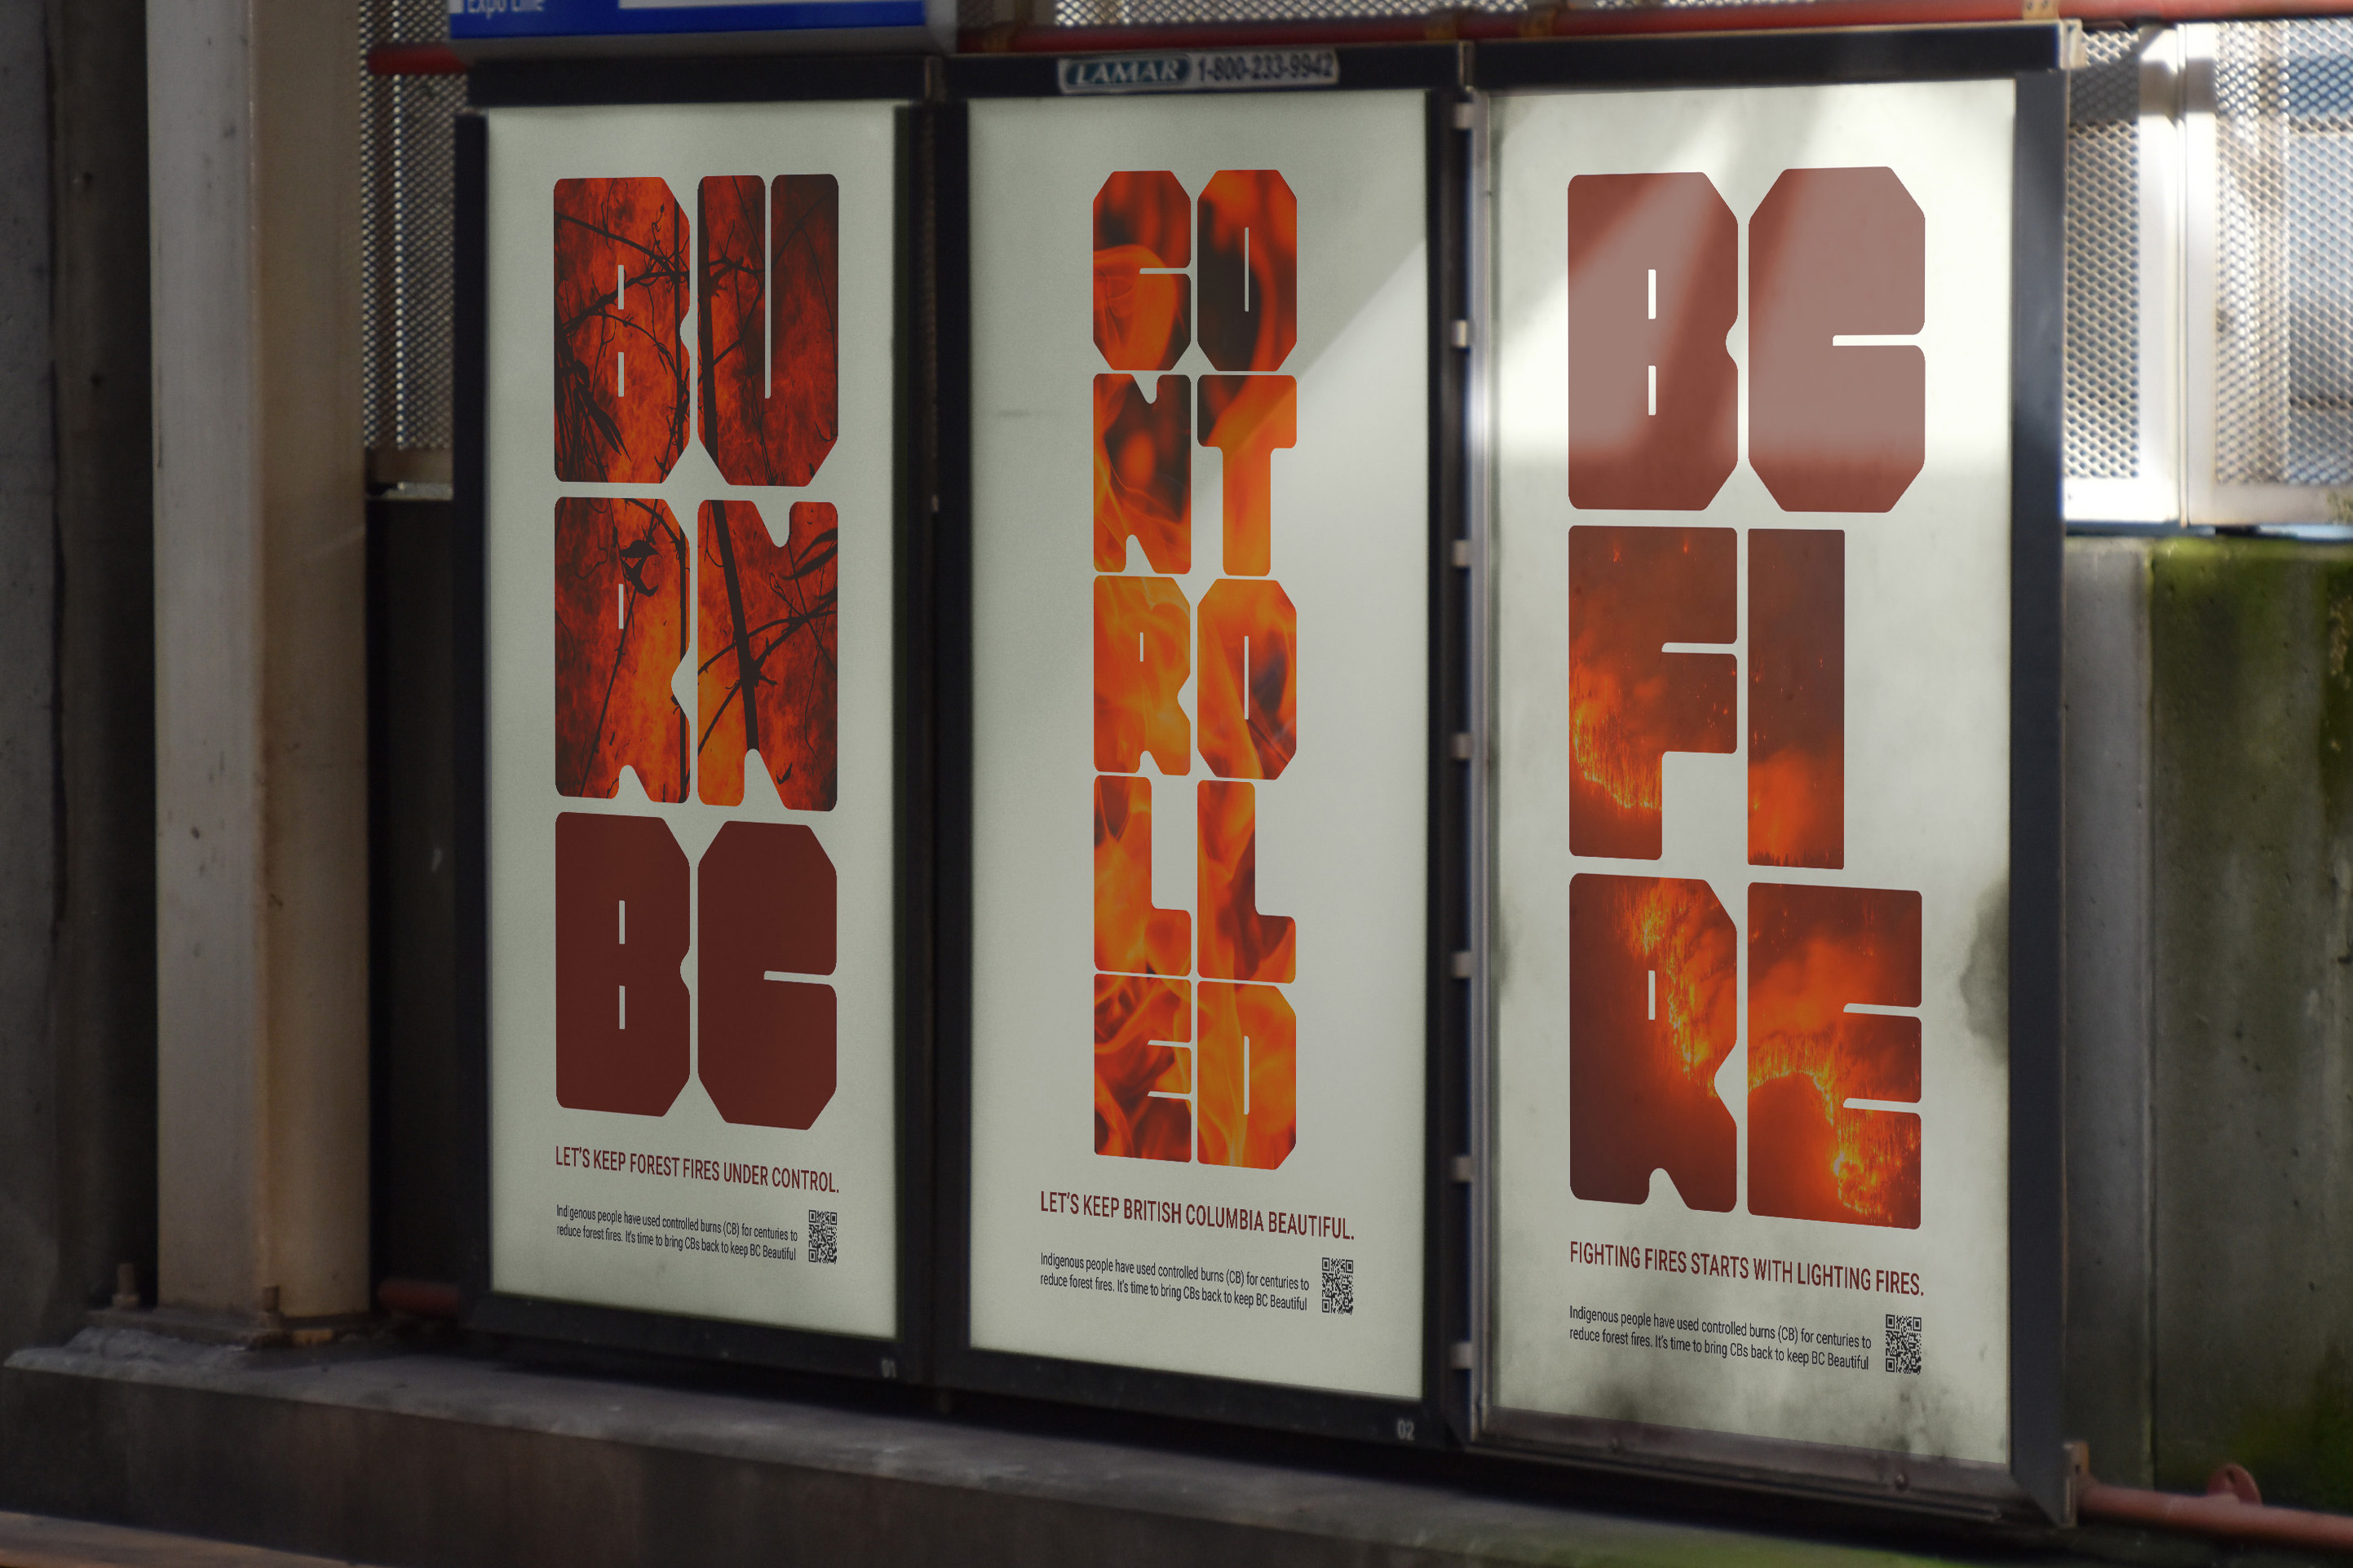 Expo Line
LAMAR 1-800-233-9942
BU
RN
BC
LET'S KEEP FOREST FIRES UNDER CONTROL.
Indigenous people have used controlled burns (CB) for centuries to
reduce forest fires. It's time to bring CBs back to keep BC Beautiful
01
CO
NT
RO
LL
ED
LET'S KEEP BRITISH COLUMBIA BEAUTIFUL.
Indigenous people have used controlled burns (CB) for centuries to
reduce forest fires. It's time to bring CBs back to keep BC Beautiful
02
BC
FI
RE
FIGHTING FIRES STARTS WITH LIGHTING FIRES.
Indigenous people have used controlled burns (CB) for centuries to
reduce forest fires. It's time to bring CBs back to keep BC Beautiful